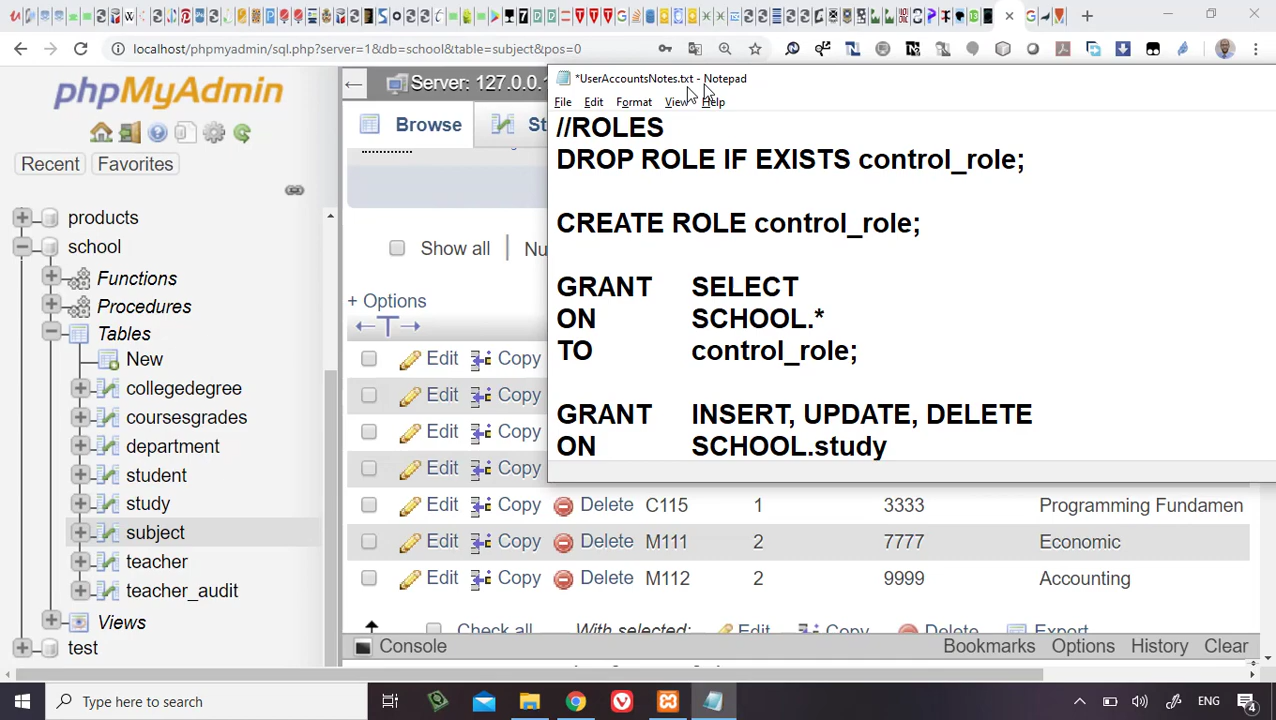 localhost/phpmyadmin/sql.php?server=1&db=school&table=subject&pos=0
phpMyAdmin
Recent
Favorites
products
school
Functions
Procedures
Tables
New
collegedegree
coursesgrades
department
student
study
subject
teacher
teacher_audit
Views
test
Server: 127.0.0.1
Browse
St
Show all
Nu
+ Options
Edit Copy
Edit Copy
Edit Copy
Edit Copy
Edit Copy Delete C115 1 3333 Programming Fundamen
Edit Copy Delete M111 2 7777 Economic
Edit Copy Delete M112 2 9999 Accounting
Check all With selected: Edit Copy Delete Export
Console
Bookmarks Options History Clear
*UserAccountsNotes.txt - Notepad
File Edit Format View Help
//ROLES
DROP ROLE IF EXISTS control_role;
CREATE ROLE control_role;
GRANT SELECT
ON SCHOOL.*
TO control_role;
GRANT INSERT, UPDATE, DELETE
ON SCHOOL.study
Type here to search
ENG
4